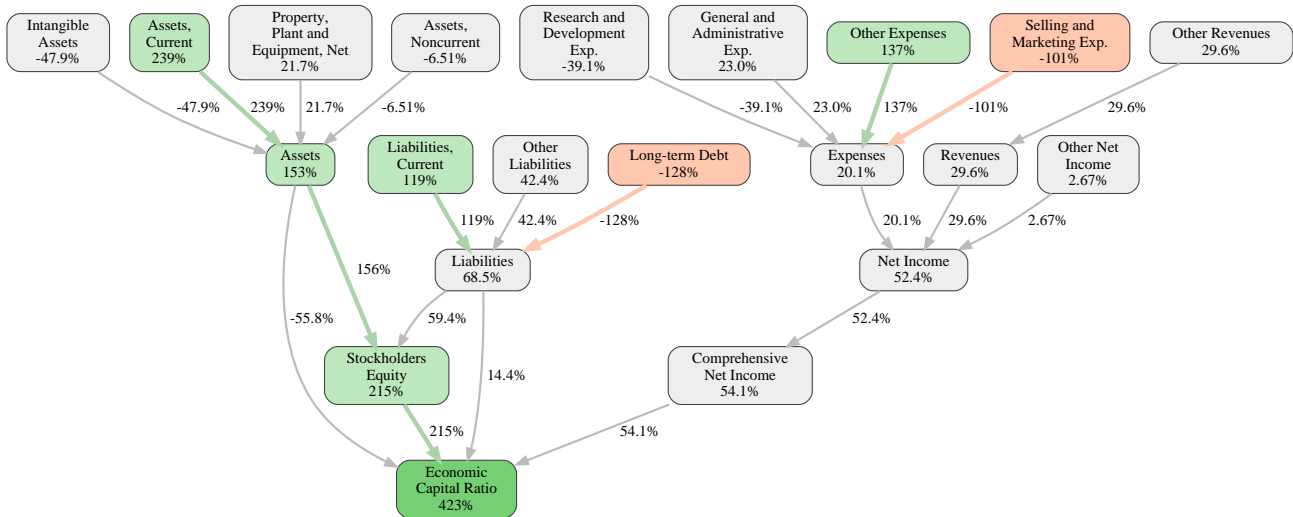 Intangible
Assets
-47.9%
Assets,
Current
239%
Property,
Plant and
Equipment, Net
21.7%
Assets,
Noncurrent
-6.51%
Research and
Development
Exp.
-39.1%
General and
Administrative
Exp.
23.0%
Other Expenses
137%
Selling and
Marketing Exp.
-101%
Other Revenues
29.6%
-47.9%
239%
21.7%
-6.51%
-39.1%
23.0%
137%
-101%
29.6%
Assets
153%
Liabilities,
Current
119%
Other
Liabilities
42.4%
Long-term Debt
-128%
Expenses
20.1%
Revenues
29.6%
Other Net
Income
2.67%
119%
42.4%
-128%
20.1%
29.6%
2.67%
156%
Liabilities
68.5%
Net Income
52.4%
-55.8%
59.4%
52.4%
Stockholders
Equity
215%
14.4%
Comprehensive
Net Income
54.1%
215%
54.1%
Economic
Capital Ratio
423%